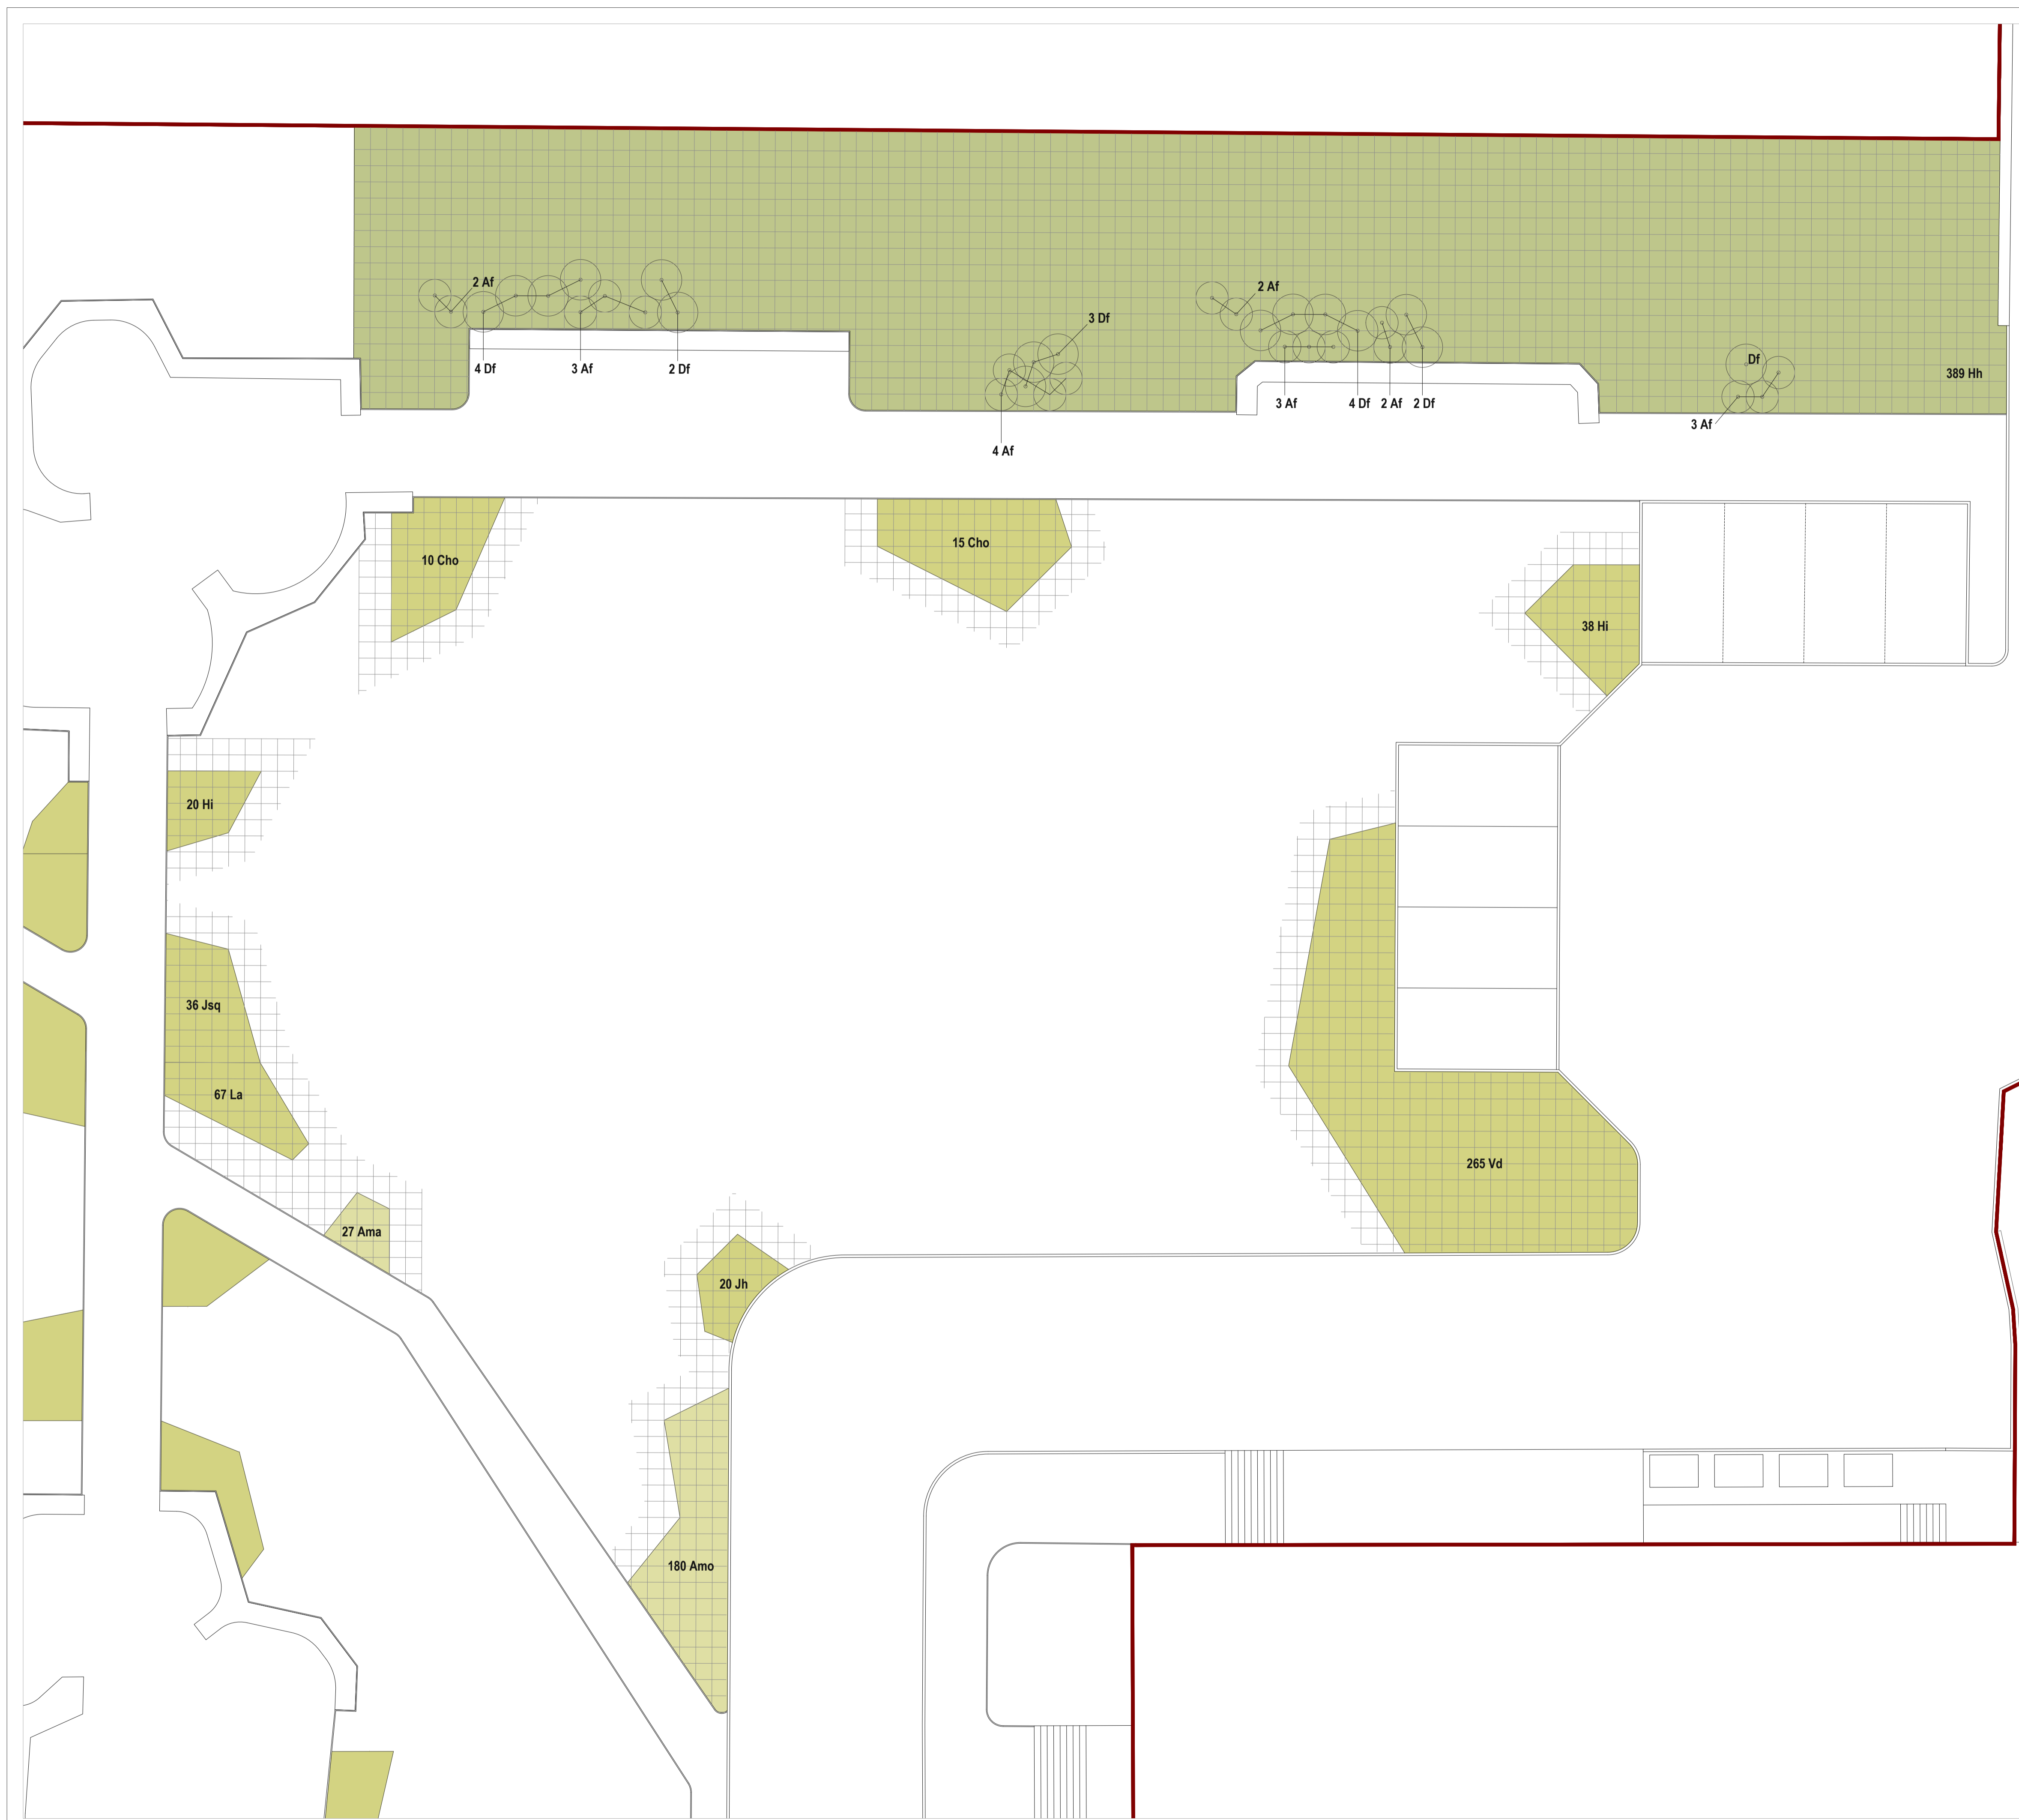 2 Af
2 Af
3 Df
Df
4 Df
3 Af
2 Df
389 Hh
3 Af
4 Df
2 Af
2 Df
3 Af
4 Af
10 Cho
15 Cho
38 Hi
20 Hi
36 Jsq
67 La
265 Vd
27 Ama
20 Jh
180 Amo